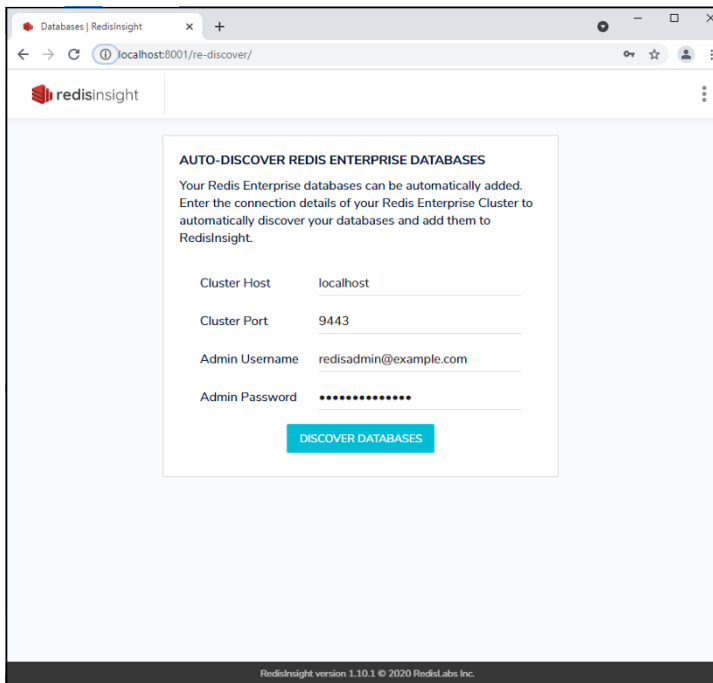 Databases | RedisInsight
localhost:8001/re-discover/
redisinsight
AUTO-DISCOVER REDIS ENTERPRISE DATABASES
Your Redis Enterprise databases can be automatically added.
Enter the connection details of your Redis Enterprise Cluster to
automatically discover your databases and add them to
RedisInsight.
Cluster Host localhost
Cluster Port 9443
Admin Username redisadmin@example.com
Admin Password ••••••••••••••
DISCOVER DATABASES
RedisInsight version 1.10.1 © 2020 RedisLabs Inc.